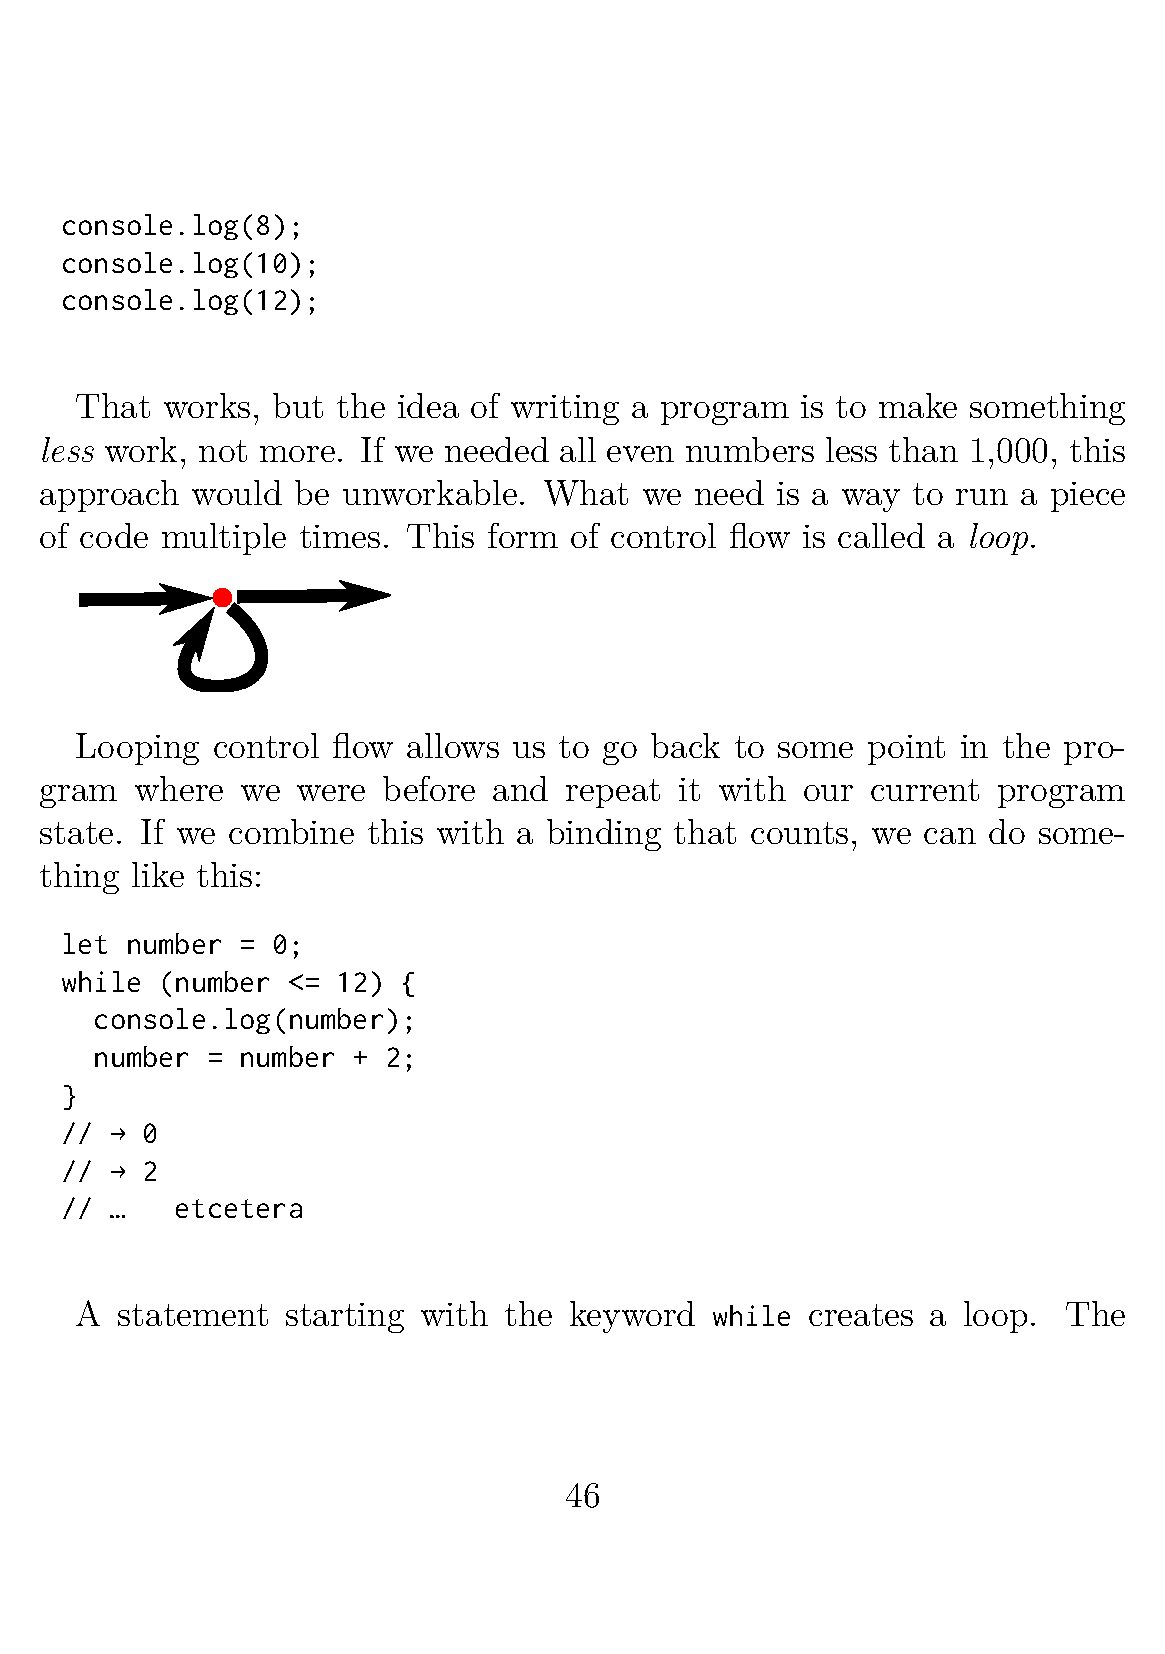 console.log(8);
console.log(10);
console.log(12);
That works, but the idea of writing a program is to make something
less work, not more. If we needed all even numbers less than 1,000, this
approach would be unworkable. What we need is a way to run a piece
of code multiple times. This form of control flow is called a loop.
Looping control flow allows us to go back to some point in the pro-
gram where we were before and repeat it with our current program
state. If we combine this with a binding that counts, we can do some-
thing like this:
let number = 0;
while (number <= 12) {
  console.log(number);
  number = number + 2;
}
// → 0
// → 2
// …   etcetera
A statement starting with the keyword while creates a loop. The
46